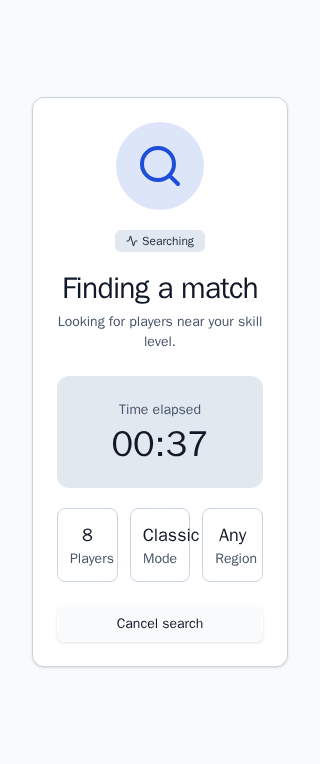 Searching
Finding a match
Looking for players near your skill
level.
Time elapsed
00:37
8
Players
Classic
Mode
Any
Region
Cancel search